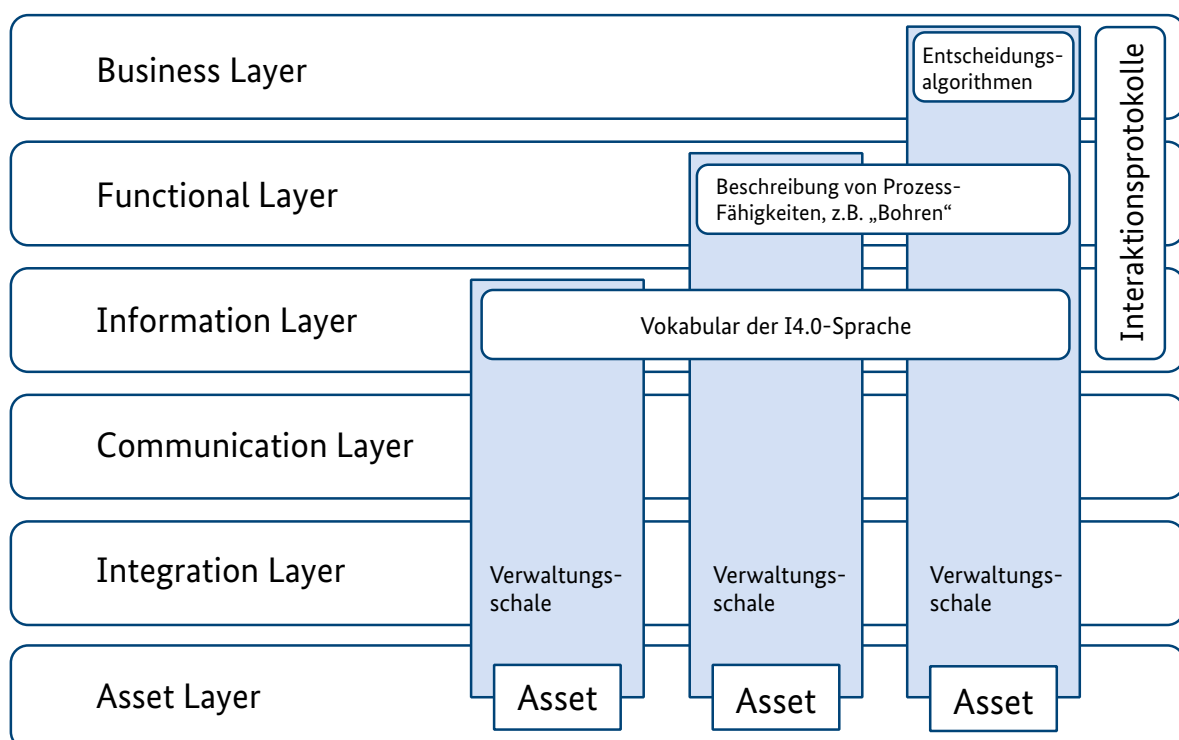 Business Layer
Entscheidungs-
algorithmen
Interaktionsprotokolle
Functional Layer
Beschreibung von Prozess-
Fähigkeiten, z.B. „Bohren“
Information Layer
Vokabular der I4.0-Sprache
Communication Layer
Integration Layer
Verwaltungs-
schale
Verwaltungs-
schale
Verwaltungs-
schale
Asset Layer
Asset
Asset
Asset